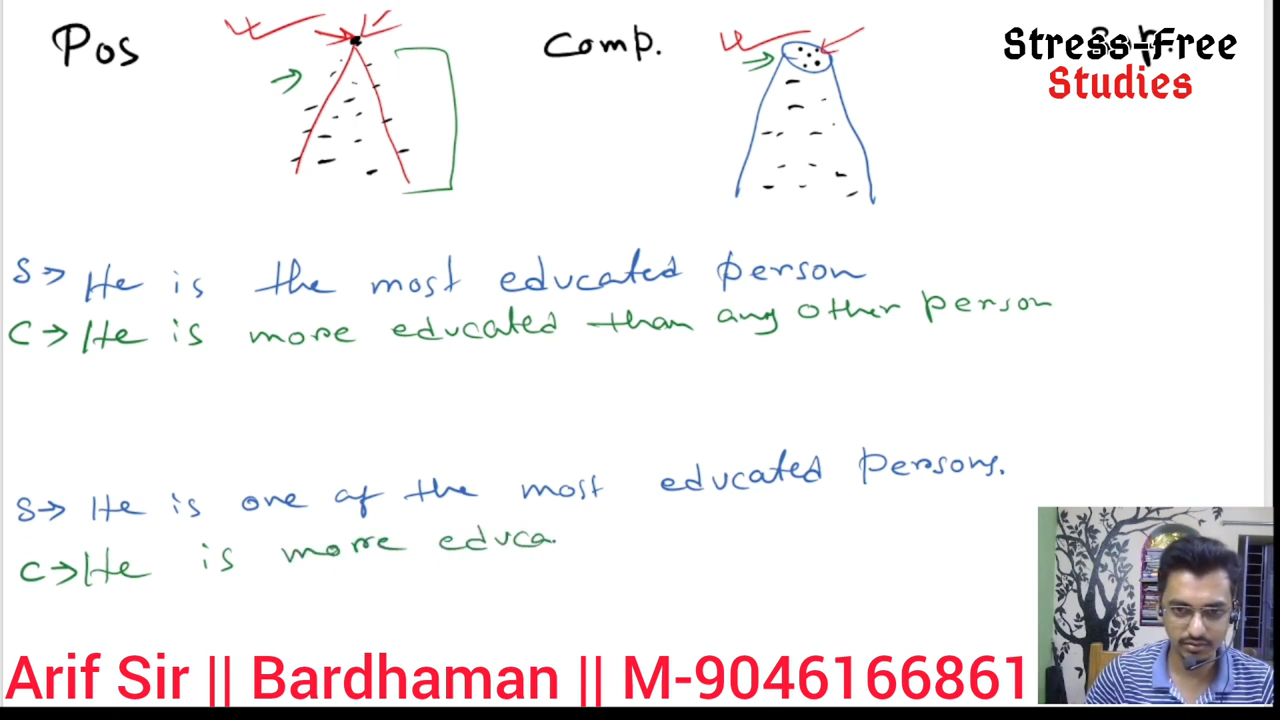 Pos
Comp.
Stress-Free
Studies
S→ He is the most educated person
C→ He is more educated than any other person
S→ He is one of the most educated persons.
C→ He is more educa
Arif Sir || Bardhaman || M-9046166861